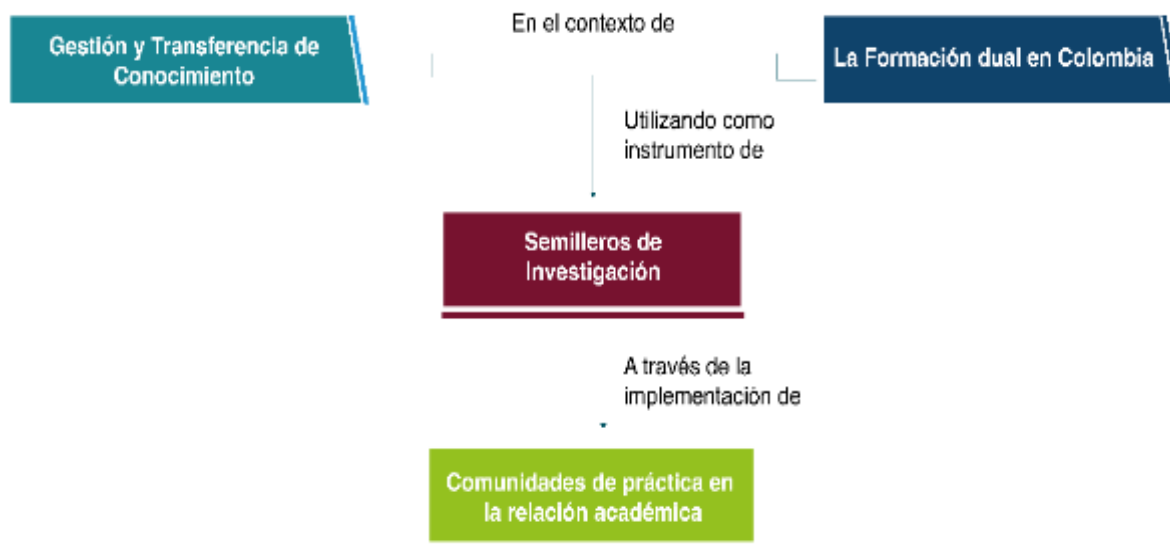 En el contexto de
Gestión y Transferencia de
Conocimiento
La Formación dual en Colombia
Utilizando como
instrumento de
Semilleros de
Investigación
A través de la
implementación de
Comunidades de práctica en
la relación académica